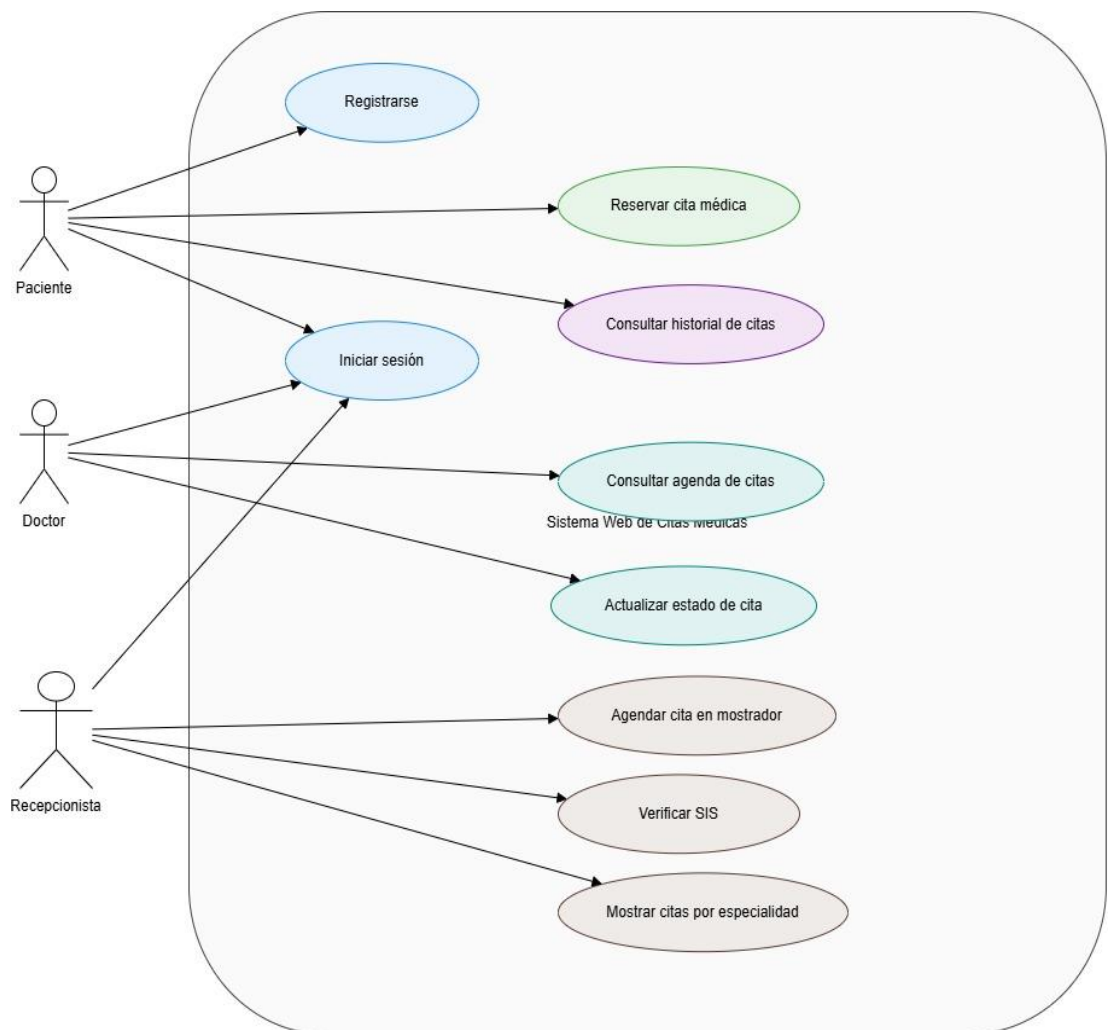 Registrarse
Reservar cita médica
Paciente
Consultar historial de citas
Iniciar sesión
Consultar agenda de citas
Doctor
Sistema Web de Citas Médicas
Actualizar estado de cita
Agendar cita en mostrador
Recepcionista
Verificar SIS
Mostrar citas por especialidad